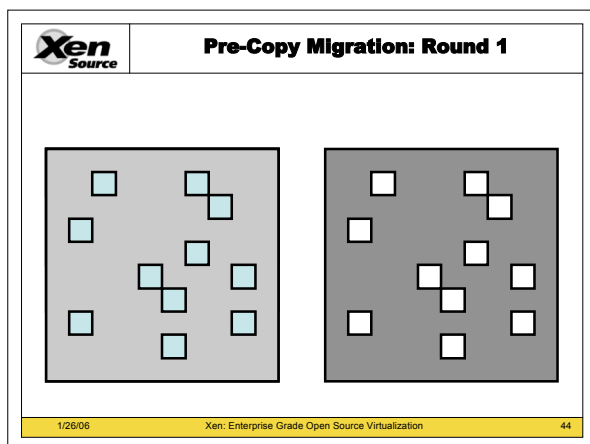 Xen
Source
Pre-Copy Migration: Round 1
1/26/06
Xen: Enterprise Grade Open Source Virtualization
44